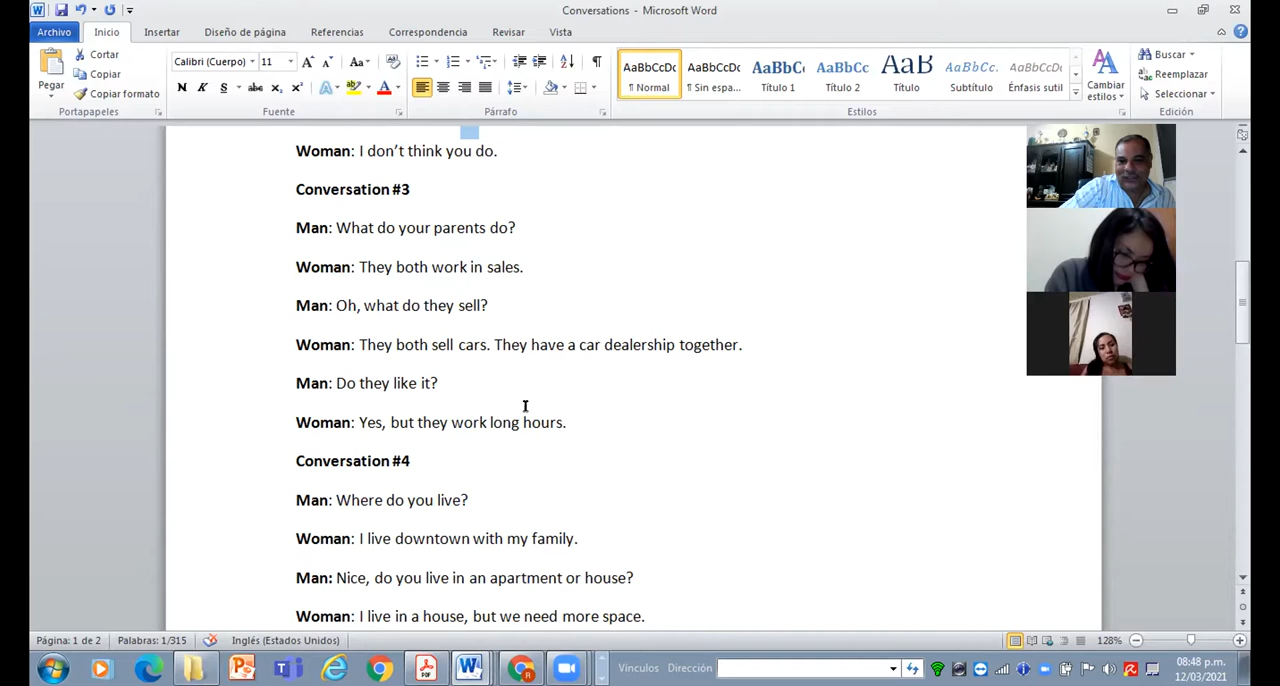 Conversations - Microsoft Word
Archivo Inicio Insertar Diseño de página Referencias Correspondencia Revisar Vista
Pegar
Cortar
Copiar
Copiar formato
Portapapeles
Calibri (Cuerpo) 11
N K S abc x₂ x²
Fuente
Párrafo
AaBbCcDc AaBbCcDc AaBbC AaBbCc AaB AaBbCc. AaBbCcDc
¶ Normal ¶ Sin espa... Título 1 Título 2 Título Subtítulo Énfasis sutil
Cambiar estilos
Estilos
Buscar
Reemplazar
Seleccionar
Edición
Woman: I don’t think you do.
Conversation #3
Man: What do your parents do?
Woman: They both work in sales.
Man: Oh, what do they sell?
Woman: They both sell cars. They have a car dealership together.
Man: Do they like it?
Woman: Yes, but they work long hours.
Conversation #4
Man: Where do you live?
Woman: I live downtown with my family.
Man: Nice, do you live in an apartment or house?
Woman: I live in a house, but we need more space.
Página: 1 de 2 Palabras: 1/315 Inglés (Estados Unidos) 128%
Vínculos Dirección
08:48 p.m.
12/03/2021